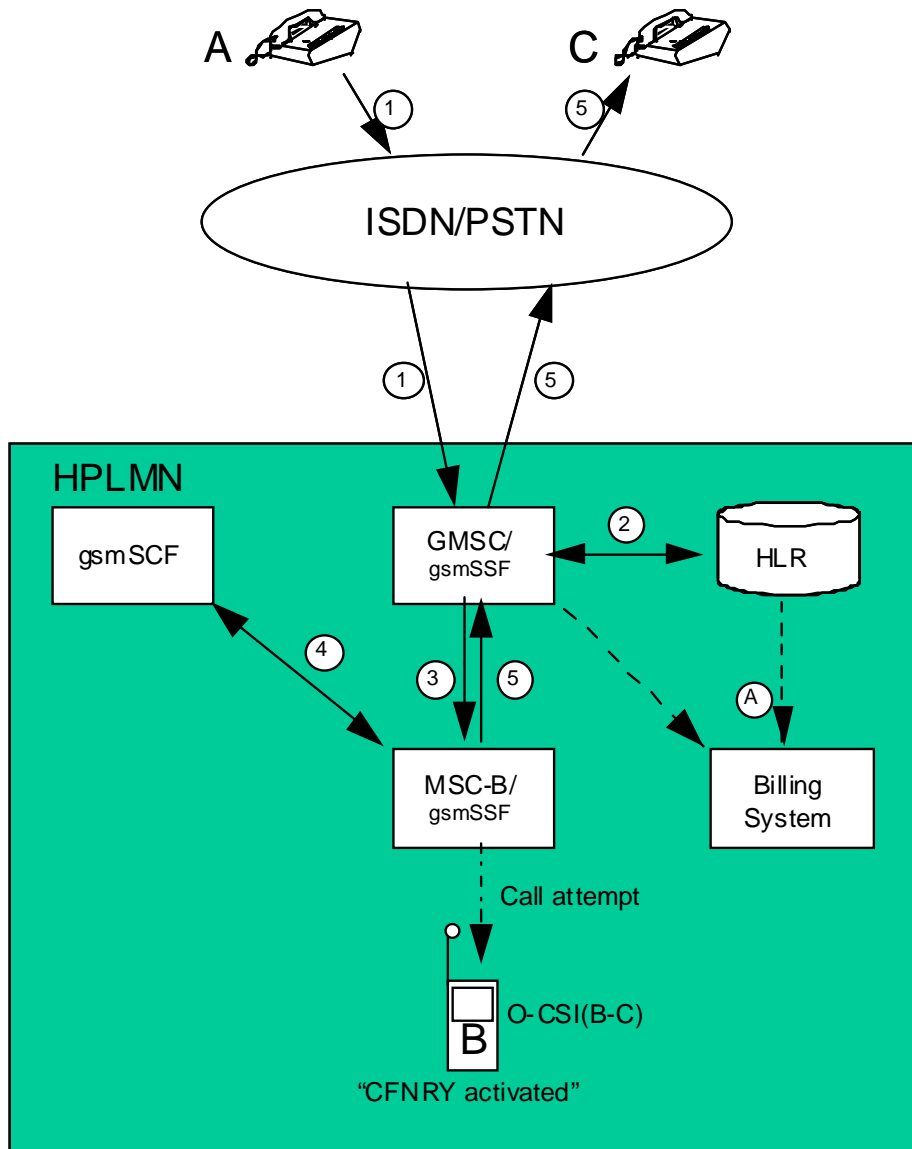 A
C
1
5
ISDN/PSTN
1
5
HPLMN
gsmSCF
GMSC/
gsmSSF
2
HLR
4
3
5
A
MSC-B/
gsmSSF
Billing
System
Call attempt
O-CSI(B-C)
B
“CFNRY activated”